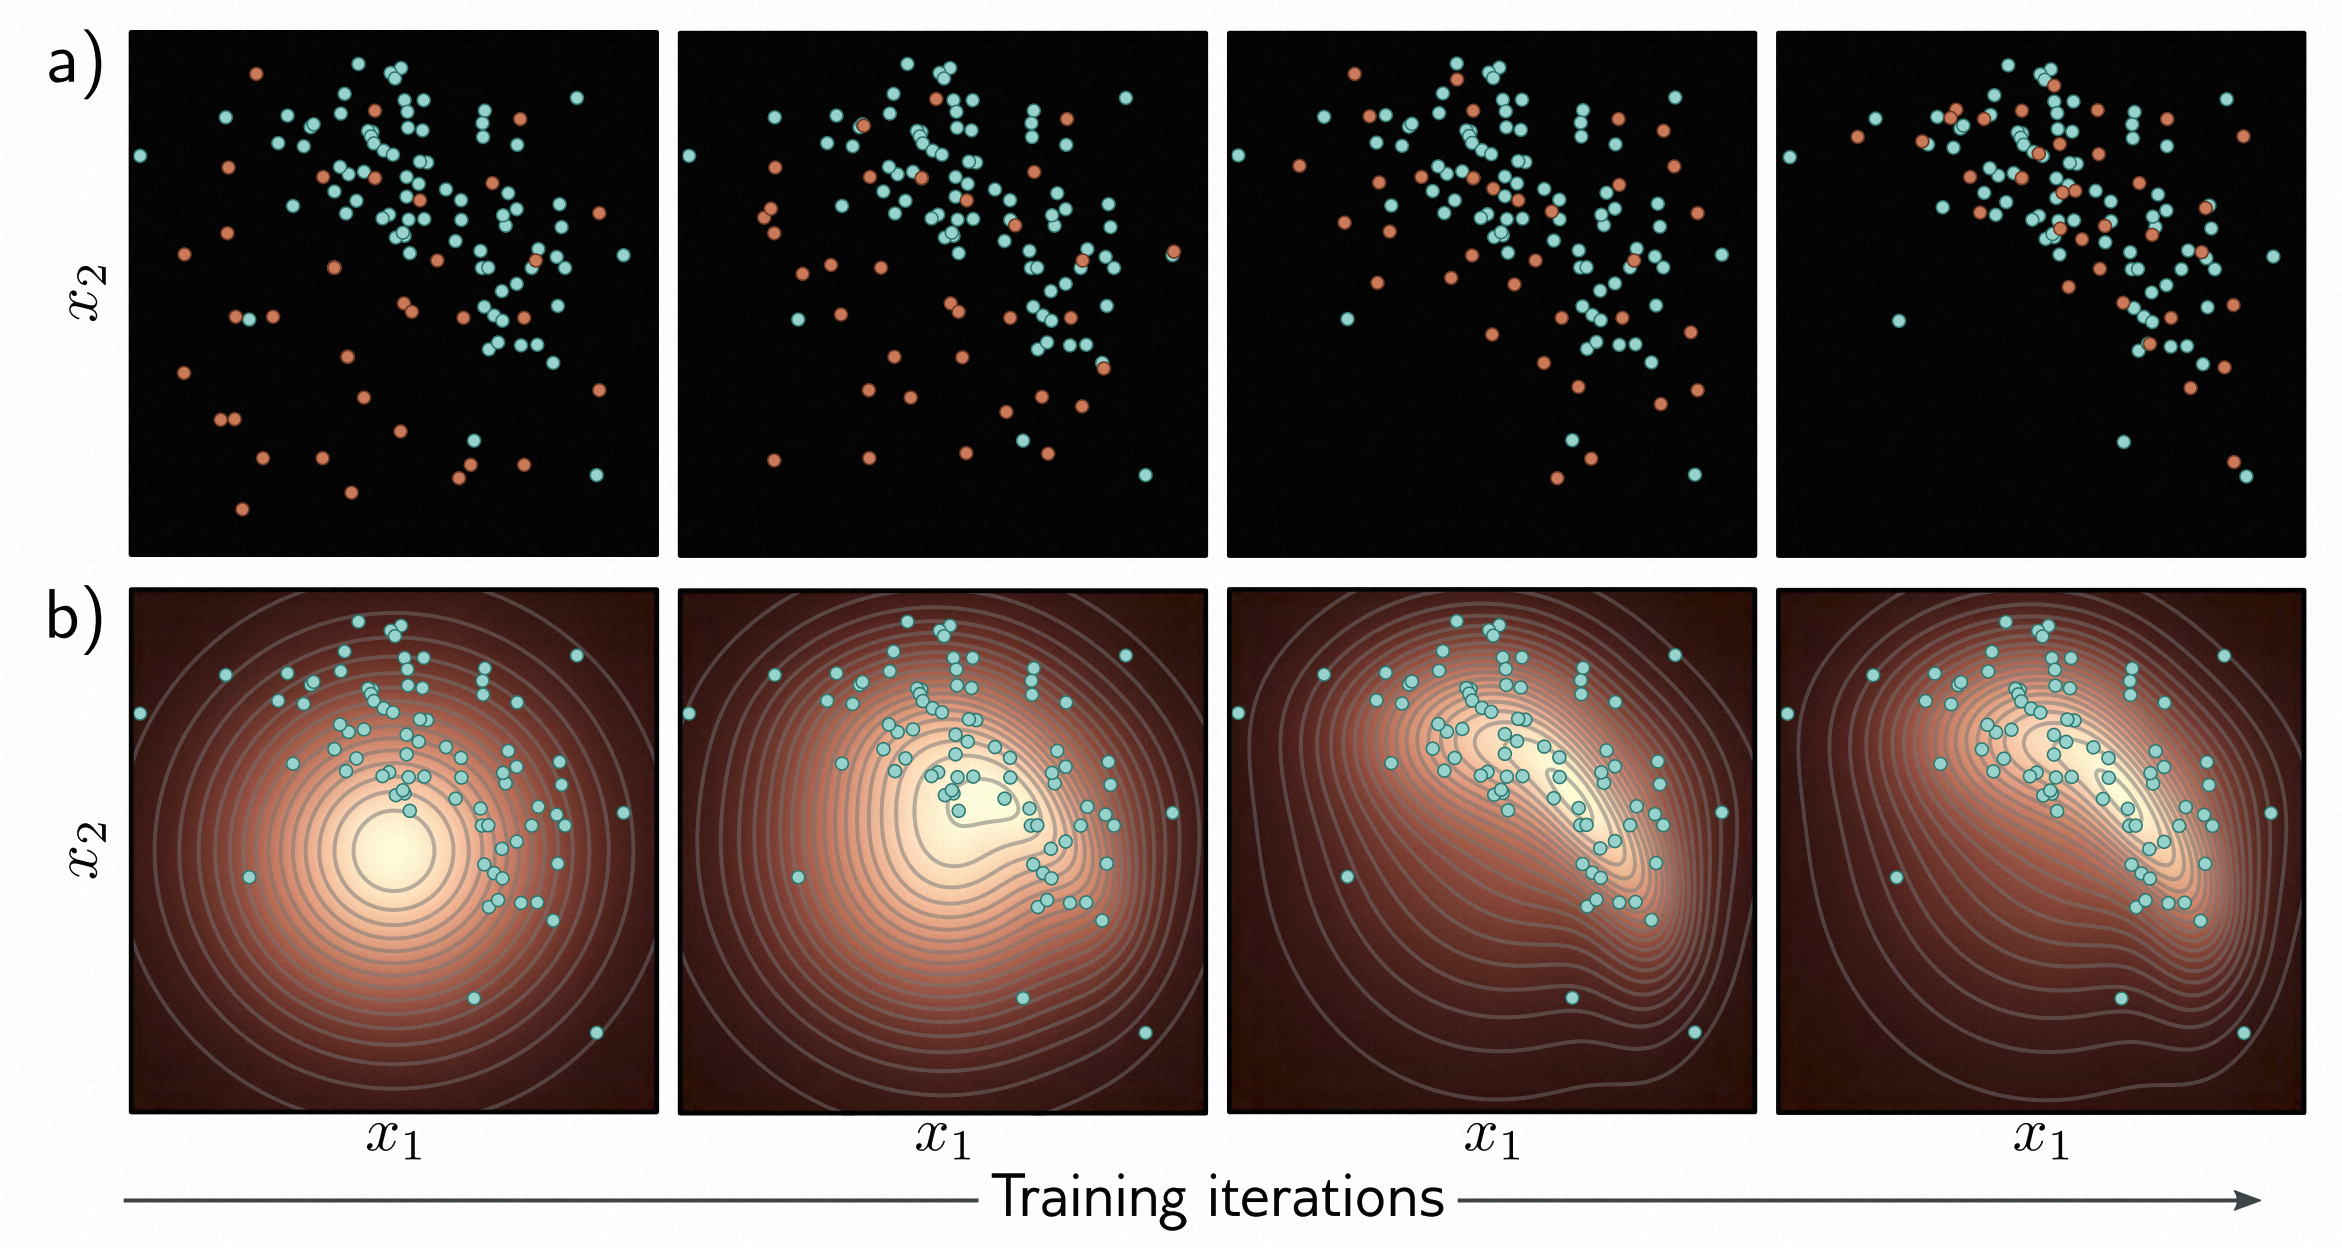 a)
x₂
b)
x₂
x₁ x₁ x₁ x₁
Training iterations